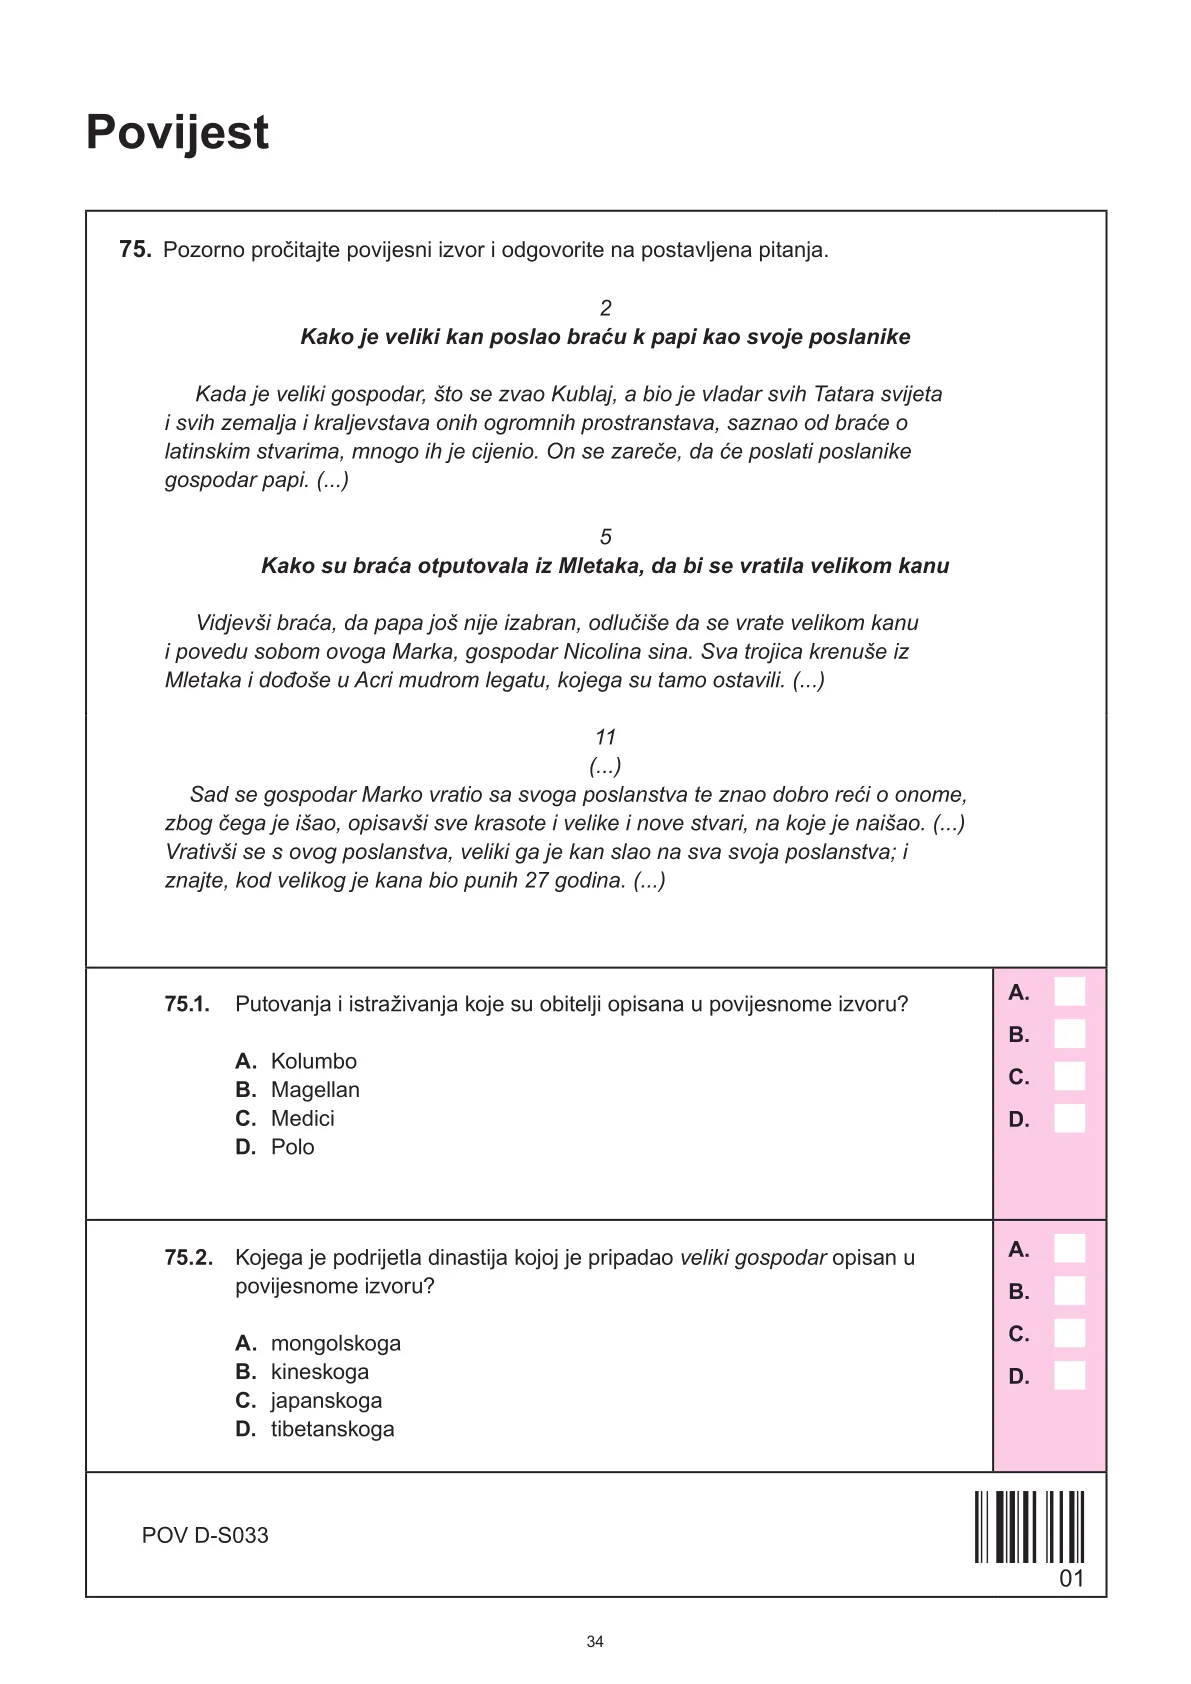 Povijest
75. Pozorno pročitajte povijesni izvor i odgovorite na postavljena pitanja.
2
Kako je veliki kan poslao braću k papi kao svoje poslanike
Kada je veliki gospodar, što se zvao Kublaj, a bio je vladar svih Tatara svijeta
i svih zemalja i kraljevstava onih ogromnih prostranstava, saznao od braće o
latinskim stvarima, mnogo ih je cijenio. On se zareče, da će poslati poslanike
gospodar papi. (...)
5
Kako su braća otputovala iz Mletaka, da bi se vratila velikom kanu
Vidjevši braća, da papa još nije izabran, odlučiše da se vrate velikom kanu
i povedu sobom ovoga Marka, gospodar Nicolina sina. Sva trojica krenuše iz
Mletaka i dođoše u Acri mudrom legatu, kojega su tamo ostavili. (...)
11
(...)
Sad se gospodar Marko vratio sa svoga poslanstva te znao dobro reći o onome,
zbog čega je išao, opisavši sve krasote i velike i nove stvari, na koje je naišao. (...)
Vrativši se s ovog poslanstva, veliki ga je kan slao na sva svoja poslanstva; i
znajte, kod velikog je kana bio punih 27 godina. (...)
75.1. Putovanja i istraživanja koje su obitelji opisana u povijesnome izvoru?
A. Kolumbo
B. Magellan
C. Medici
D. Polo
A.
B.
C.
D.
75.2. Kojega je podrijetla dinastija kojoj je pripadao veliki gospodar opisan u
povijesnome izvoru?
A. mongolskoga
B. kineskoga
C. japanskoga
D. tibetanskoga
A.
B.
C.
D.
POV D-S033
01
34